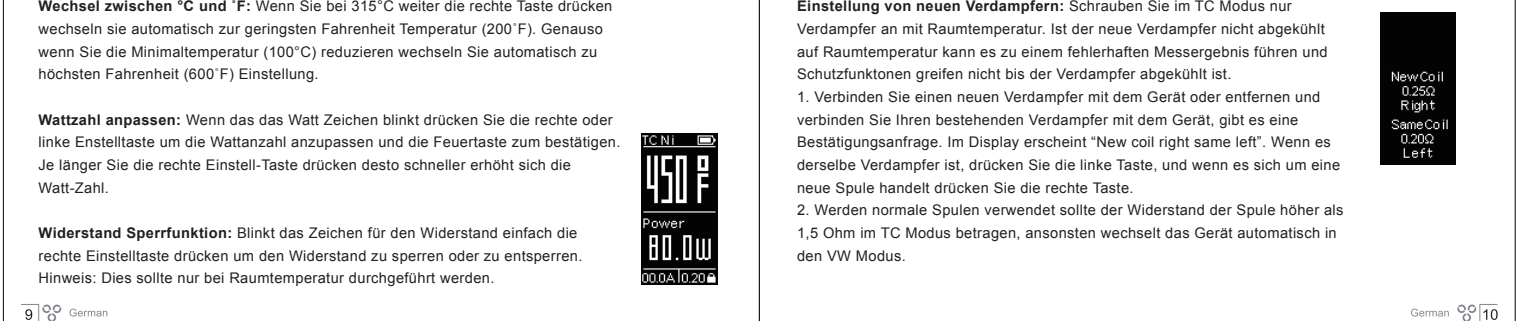 Wechsel zwischen °C und ˚F: Wenn Sie bei 315°C weiter die rechte Taste drücken
wechseln sie automatisch zur geringsten Fahrenheit Temperatur (200˚F). Genauso
wenn Sie die Minimaltemperatur (100°C) reduzieren wechseln Sie automatisch zu
höchsten Fahrenheit (600˚F) Einstellung.
Wattzahl anpassen: Wenn das das Watt Zeichen blinkt drücken Sie die rechte oder
linke Enstelltaste um die Wattanzahl anzupassen und die Feuertaste zum bestätigen.
Je länger Sie die rechte Einstell-Taste drücken desto schneller erhöht sich die
Watt-Zahl.
Widerstand Sperrfunktion: Blinkt das Zeichen für den Widerstand einfach die
rechte Einstelltaste drücken um den Widerstand zu sperren oder zu entsperren.
Hinweis: Dies sollte nur bei Raumtemperatur durchgeführt werden.
TC Ni
450°F
Power
80.0W
00.0A 0.20
9 German
Einstellung von neuen Verdampfern: Schrauben Sie im TC Modus nur
Verdampfer an mit Raumtemperatur. Ist der neue Verdampfer nicht abgekühlt
auf Raumtemperatur kann es zu einem fehlerhaften Messergebnis führen und
Schutzfunktonen greifen nicht bis der Verdampfer abgekühlt ist.
1. Verbinden Sie einen neuen Verdampfer mit dem Gerät oder entfernen und
verbinden Sie Ihren bestehenden Verdampfer mit dem Gerät, gibt es eine
Bestätigungsanfrage. Im Display erscheint “New coil right same left”. Wenn es
derselbe Verdampfer ist, drücken Sie die linke Taste, und wenn es sich um eine
neue Spule handelt drücken Sie die rechte Taste.
2. Werden normale Spulen verwendet sollte der Widerstand der Spule höher als
1,5 Ohm im TC Modus betragen, ansonsten wechselt das Gerät automatisch in
den VW Modus.
New Coil
0.25Ω
Right
Same Coil
0.20Ω
Left
German 10